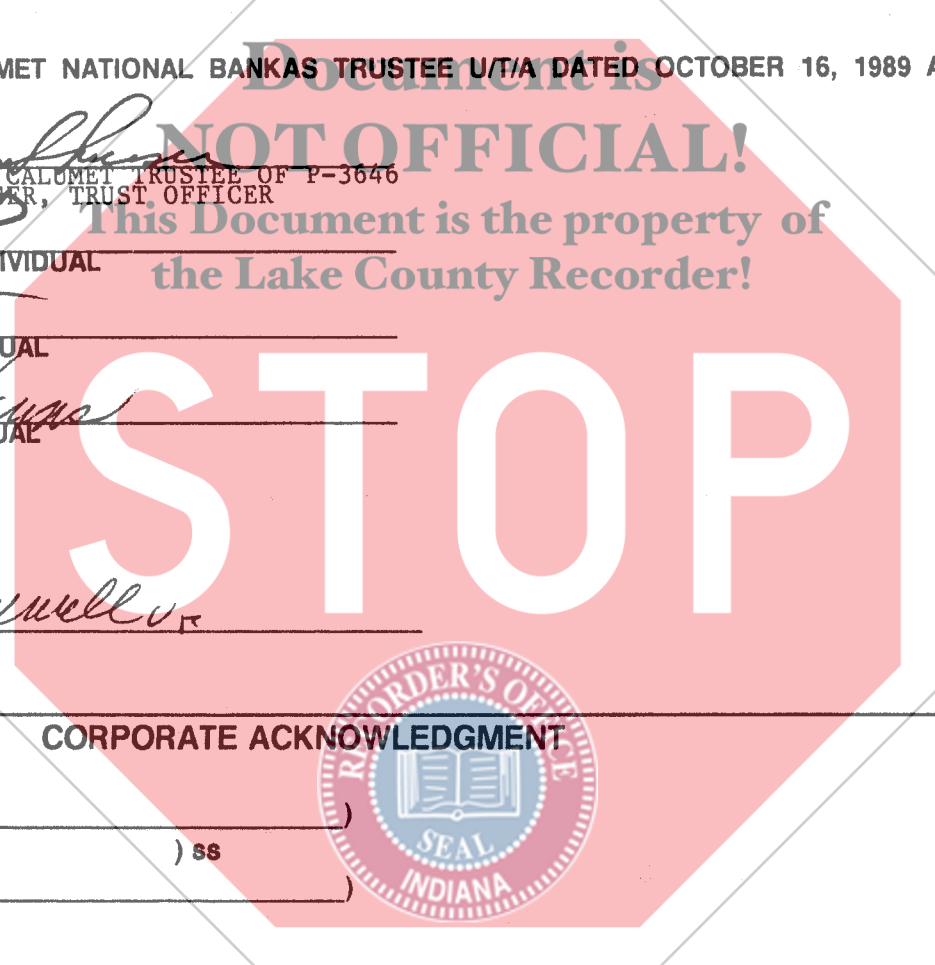 MET NATIONAL BANKAS TRUSTEE U/T/A DATED OCTOBER 16, 1989 A
Document is
NOT OFFICIAL!
CALUMET TRUSTEE OF P-3646
ER, TRUST OFFICER
This Document is the property of
the Lake County Recorder!
IVIDUAL
UAL
UAL
STOP
CORPORATE ACKNOWLEDGMENT
RECORDER'S OFFICE
)
) ss
SEAL
)
INDIANA